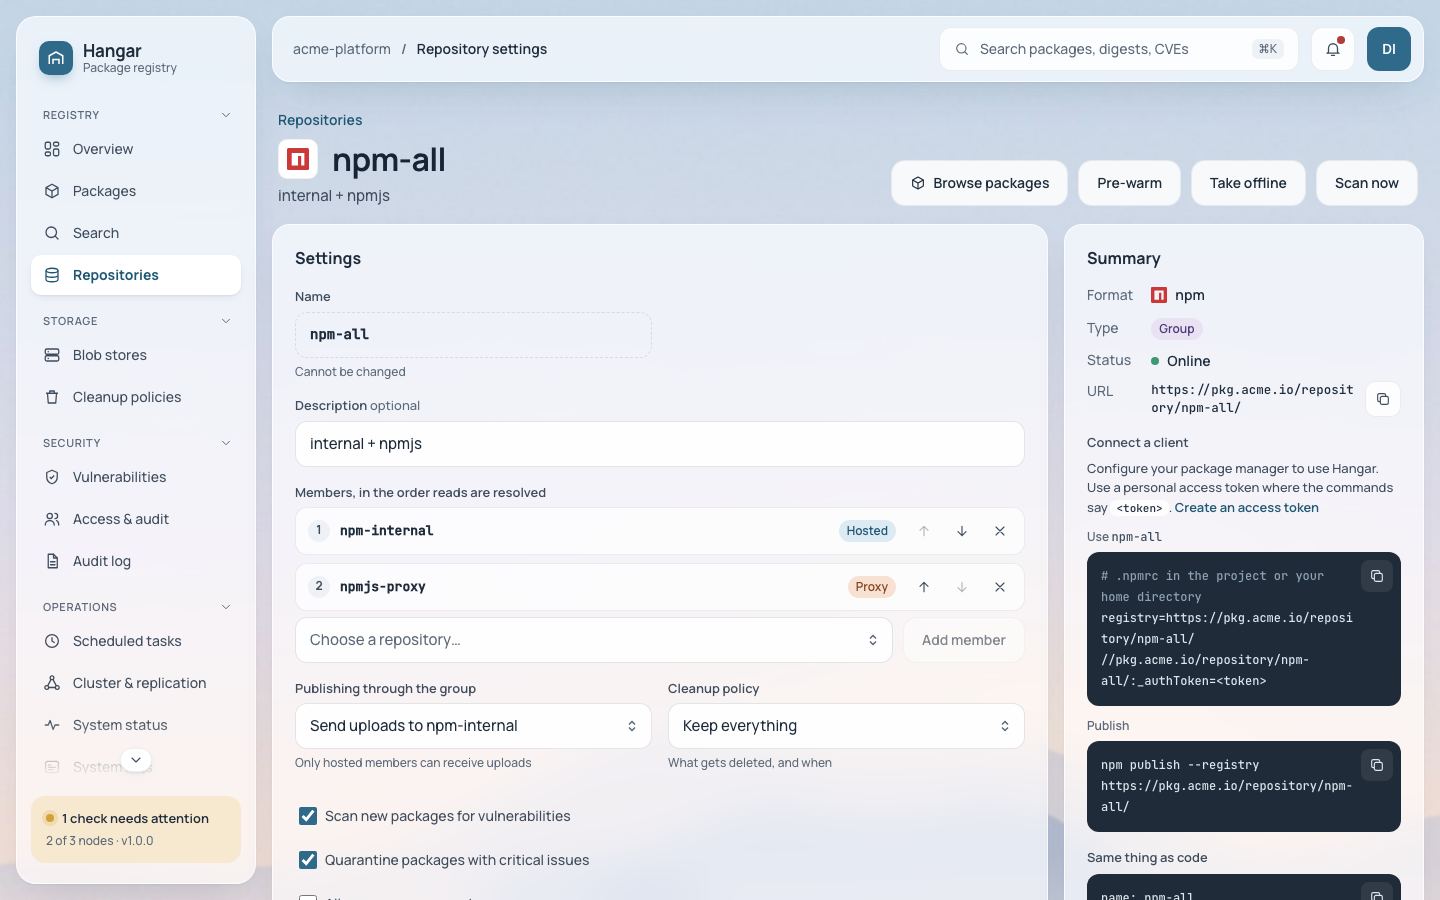 Hangar
Package registry
REGISTRY
Overview
Packages
Search
Repositories
STORAGE
Blob stores
Cleanup policies
SECURITY
Vulnerabilities
Access & audit
Audit log
OPERATIONS
Scheduled tasks
Cluster & replication
System status
1 check needs attention
2 of 3 nodes · v1.0.0
acme-platform / Repository settings
Search packages, digests, CVEs
⌘K
DI
Repositories
npm-all
internal + npmjs
Browse packages
Pre-warm
Take offline
Scan now
Settings
Name
npm-all
Cannot be changed
Description optional
internal + npmjs
Members, in the order reads are resolved
1 npm-internal Hosted
2 npmjs-proxy Proxy
Choose a repository…
Add member
Publishing through the group
Send uploads to npm-internal
Only hosted members can receive uploads
Cleanup policy
Keep everything
What gets deleted, and when
Scan new packages for vulnerabilities
Quarantine packages with critical issues
Summary
Format npm
Type Group
Status Online
URL https://pkg.acme.io/reposit
ory/npm-all/
Connect a client
Configure your package manager to use Hangar.
Use a personal access token where the commands
say <token>. Create an access token
Use npm-all
# .npmrc in the project or your
home directory
registry=https://pkg.acme.io/reposi
tory/npm-all/
//pkg.acme.io/repository/npm-
all/:_authToken=<token>
Publish
npm publish --registry
https://pkg.acme.io/repository/npm-
all/
Same thing as code
name: npm-all